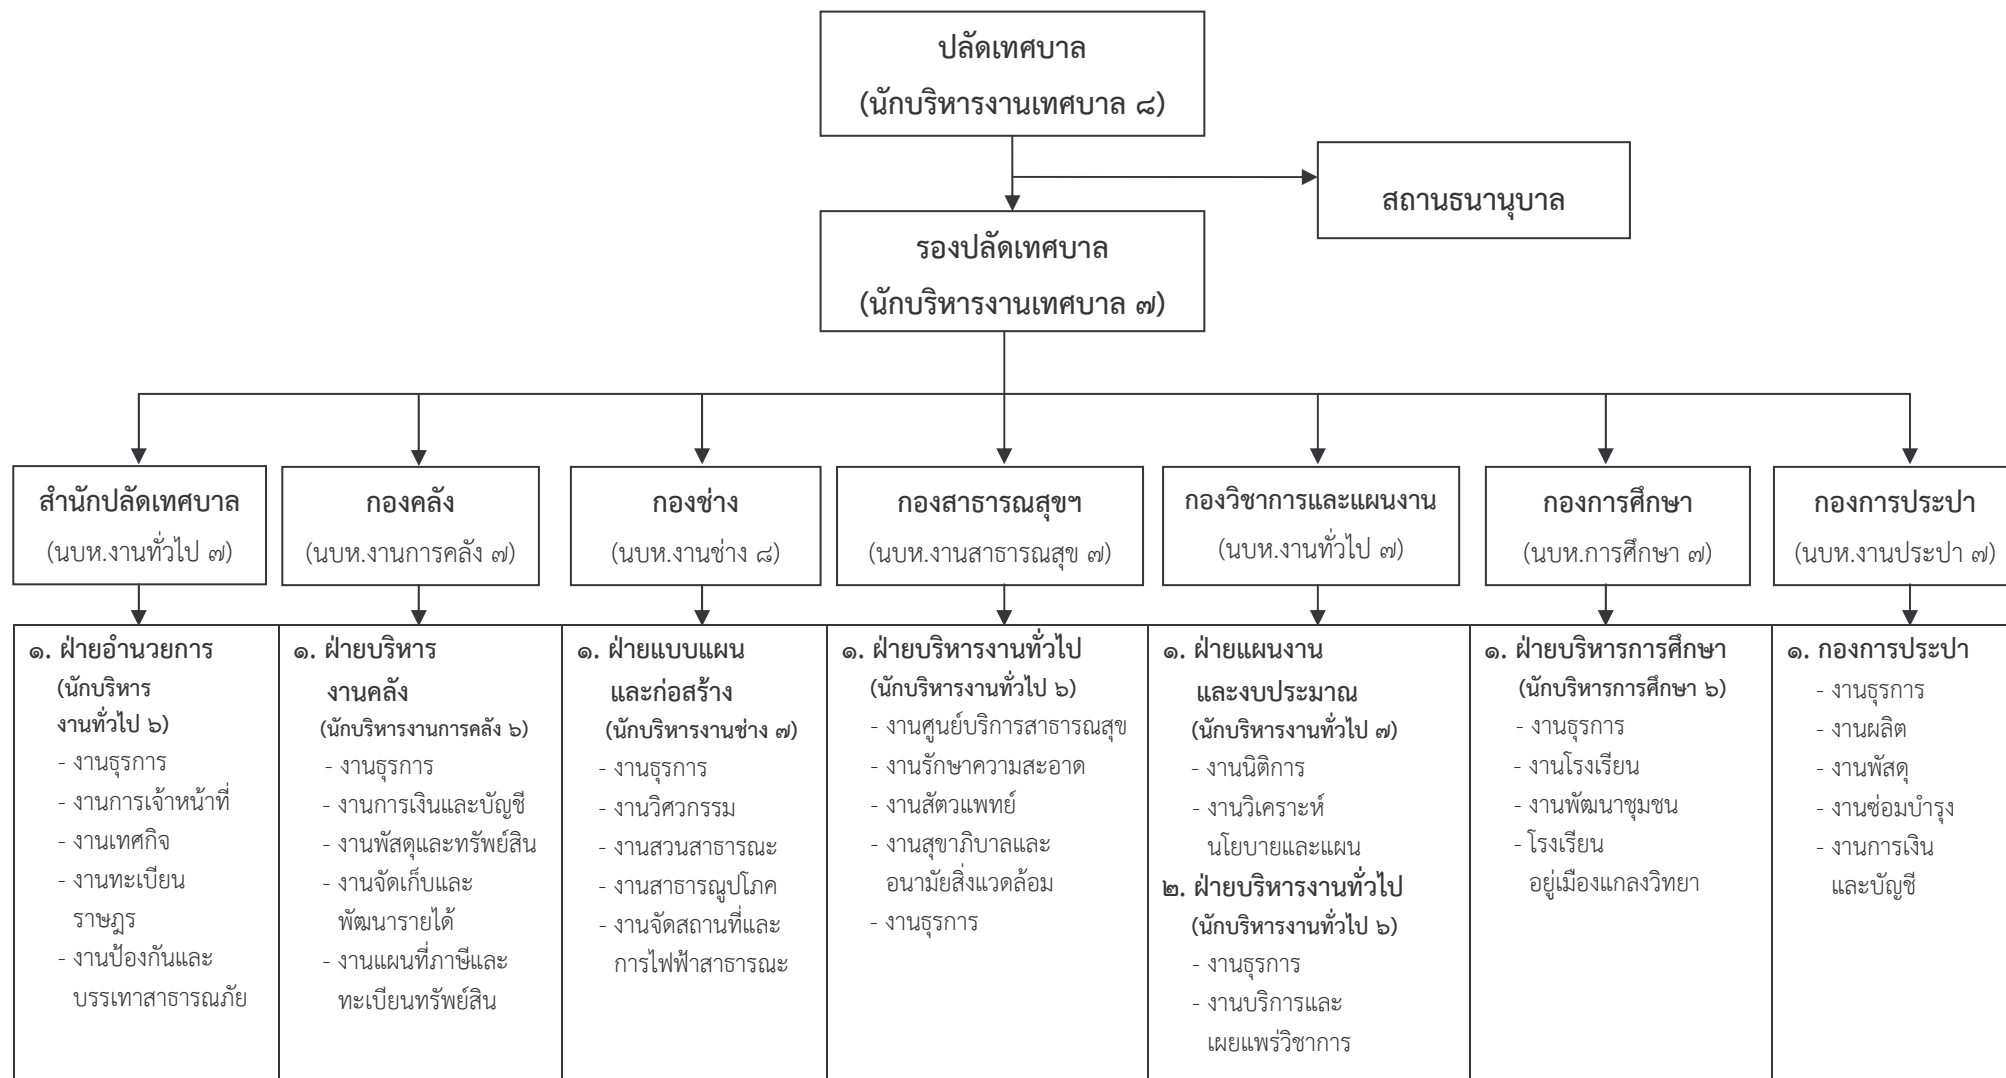 ปลัดเทศบาล
(นักบริหารงานเทศบาล ๘)
สถานธนานุบาล
รองปลัดเทศบาล
(นักบริหารงานเทศบาล ๗)
สำนักปลัดเทศบาล
(นบห.งานทั่วไป ๗)
กองคลัง
(นบห.งานการคลัง ๗)
กองช่าง
(นบห.งานช่าง ๘)
กองสาธารณสุขฯ
(นบห.งานสาธารณสุข ๗)
กองวิชาการและแผนงาน
(นบห.งานทั่วไป ๗)
กองการศึกษา
(นบห.การศึกษา ๗)
กองการประปา
(นบห.งานประปา ๗)
๑. ฝ่ายอำนวยการ
(นักบริหาร
งานทั่วไป ๖)
- งานธุรการ
- งานการเจ้าหน้าที่
- งานเทศกิจ
- งานทะเบียน
ราษฎร
- งานป้องกันและ
บรรเทาสาธารณภัย
๑. ฝ่ายบริหาร
งานคลัง
(นักบริหารงานการคลัง ๖)
- งานธุรการ
- งานการเงินและบัญชี
- งานพัสดุและทรัพย์สิน
- งานจัดเก็บและ
พัฒนารายได้
- งานแผนที่ภาษีและ
ทะเบียนทรัพย์สิน
๑. ฝ่ายแบบแผน
และก่อสร้าง
(นักบริหารงานช่าง ๗)
- งานธุรการ
- งานวิศวกรรม
- งานสวนสาธารณะ
- งานสาธารณูปโภค
- งานจัดสถานที่และ
การไฟฟ้าสาธารณะ
๑. ฝ่ายบริหารงานทั่วไป
(นักบริหารงานทั่วไป ๖)
- งานศูนย์บริการสาธารณสุข
- งานรักษาความสะอาด
- งานสัตวแพทย์
- งานสุขาภิบาลและ
อนามัยสิ่งแวดล้อม
- งานธุรการ
๑. ฝ่ายแผนงาน
และงบประมาณ
(นักบริหารงานทั่วไป ๗)
- งานนิติการ
- งานวิเคราะห์
นโยบายและแผน
๒. ฝ่ายบริหารงานทั่วไป
(นักบริหารงานทั่วไป ๖)
- งานธุรการ
- งานบริการและ
เผยแพร่วิชาการ
๑. ฝ่ายบริหารการศึกษา
(นักบริหารการศึกษา ๖)
- งานธุรการ
- งานโรงเรียน
- งานพัฒนาชุมชน
- โรงเรียน
อยู่เมืองแกลงวิทยา
๑. กองการประปา
- งานธุรการ
- งานผลิต
- งานพัสดุ
- งานซ่อมบำรุง
- งานการเงิน
และบัญชี